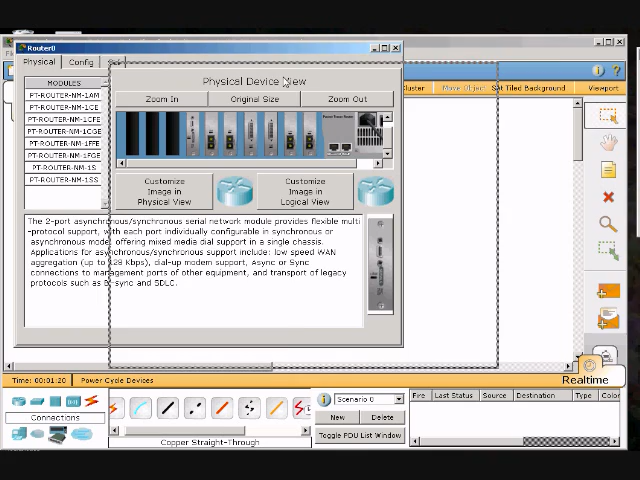 Router0
Physical
Config
MODULES
PT-ROUTER-NM-1AM
PT-ROUTER-NM-1CE
PT-ROUTER-NM-1CFE
PT-ROUTER-NM-1CGE
PT-ROUTER-NM-1FFE
PT-ROUTER-NM-1FGE
PT-ROUTER-NM-1S
PT-ROUTER-NM-1SS
Physical Device View
Zoom In
Original Size
Zoom Out
Customize
Image in
Physical View
Customize
Image in
Logical View
The 2-port asynchronous/synchronous serial network module provides flexible multi
-protocol support, with each port individually configurable in synchronous or
asynchronous mode, offering mixed media dial support in a single chassis.
Applications for asynchronous/synchronous support include: low speed WAN
aggregation (up to 128 Kbps), dial-up modem support, Async or Sync
connections to management ports of other equipment, and transport of legacy
protocols such as Bi-sync and SDLC.
Cluster
Move Object
Set Tiled Background
Viewport
Realtime
Time: 00:01:20
Power Cycle Devices
Connections
Copper Straight-Through
Scenario 0
New
Delete
Toggle PDU List Window
Fire
Last Status
Source
Destination
Type
Color